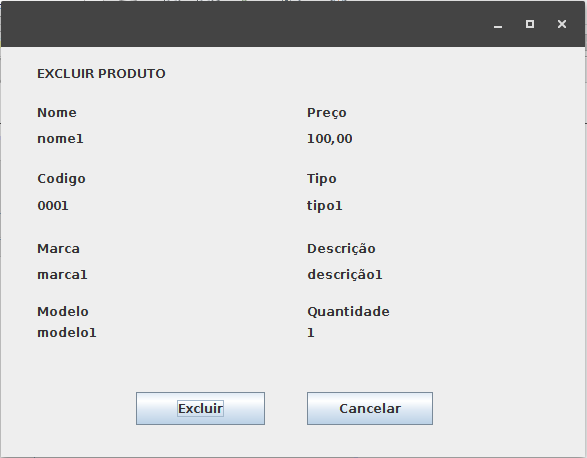 EXCLUIR PRODUTO
Nome
Preço
nome1
100,00
Codigo
Tipo
0001
tipo1
Marca
Descrição
marca1
descrição1
Modelo
Quantidade
modelo1
1
Excluir
Cancelar